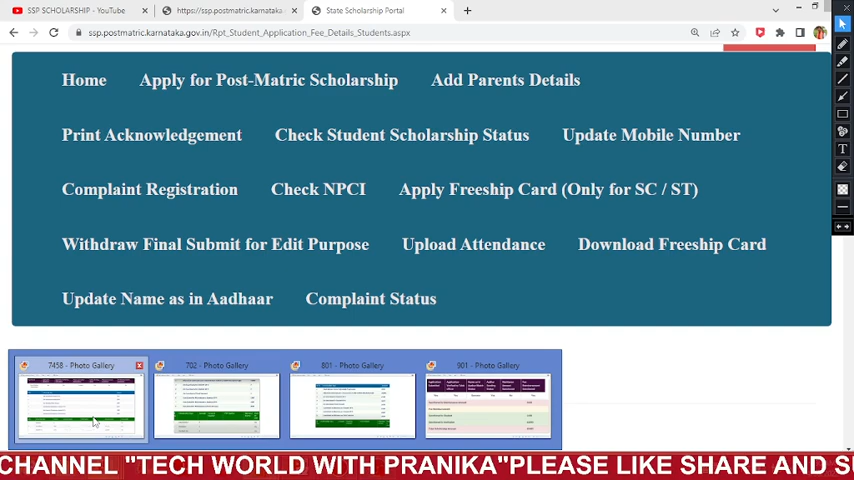 SSP SCHOLARSHIP - YouTube
https://ssp.postmatric.karnataka
State Scholarship Portal
ssp.postmatric.karnataka.gov.in/Rpt_Student_Application_Fee_Details_Students.aspx
Home Apply for Post-Matric Scholarship Add Parents Details
Print Acknowledgement Check Student Scholarship Status Update Mobile Number
Complaint Registration Check NPCI Apply Freeship Card (Only for SC / ST)
Withdraw Final Submit for Edit Purpose Upload Attendance Download Freeship Card
Update Name as in Aadhaar Complaint Status
7458 - Photo Gallery 702 - Photo Gallery 801 - Photo Gallery 901 - Photo Gallery
CHANNEL "TECH WORLD WITH PRANIKA"PLEASE LIKE SHARE AND SU